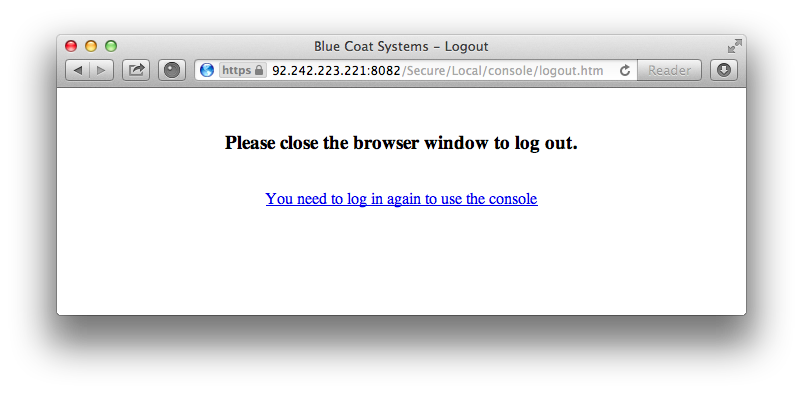 Blue Coat Systems – Logout
https 92.242.223.221:8082/Secure/Local/console/logout.htm Reader
Please close the browser window to log out.
You need to log in again to use the console